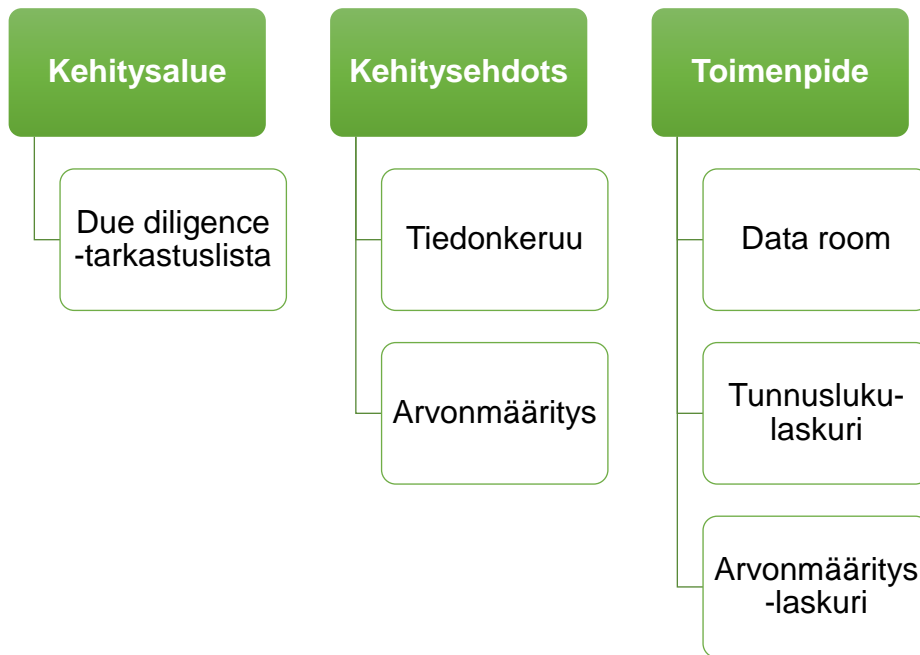 Kehitysalue
Due diligence
-tarkastuslista
Kehitysehdots
Tiedonkeruu
Arvonmääritys
Toimenpide
Data room
Tunnusluku-
laskuri
Arvonmääritys
-laskuri